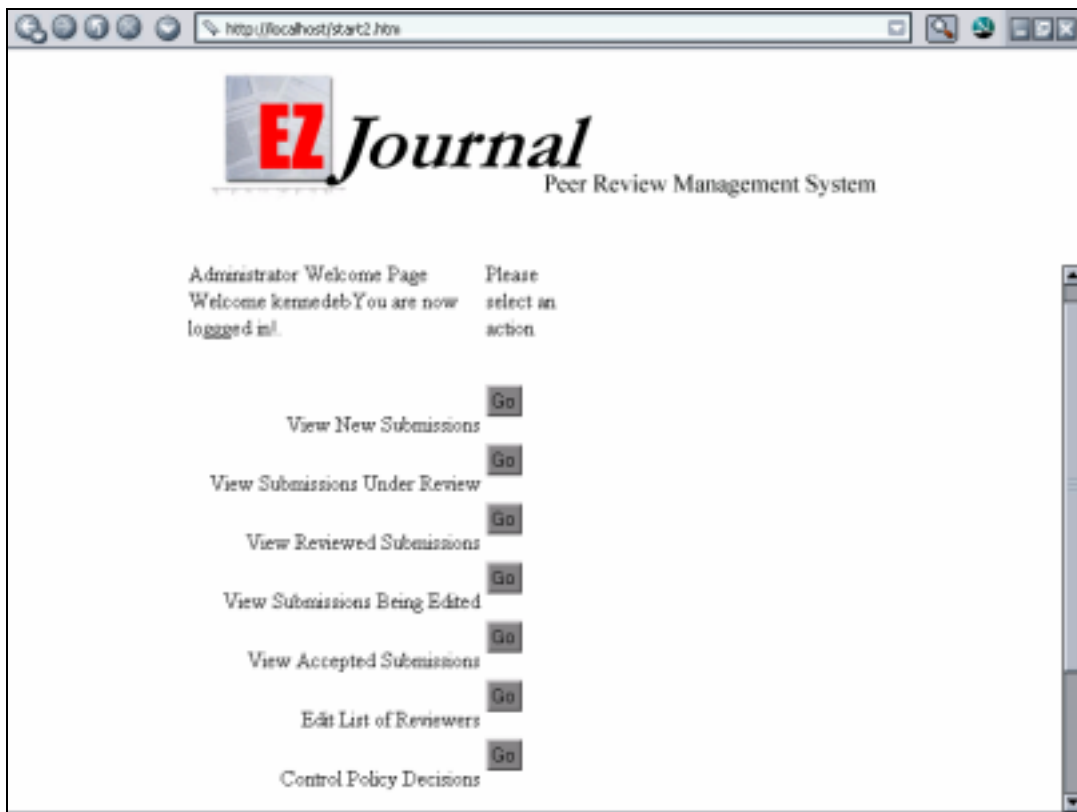 http://localhost/start2.htm
EZ Journal
Peer Review Management System
Administrator Welcome Page
Welcome kennedebYou are now
loggged in!.
Please
select an
action
Go
View New Submissions
Go
View Submissions Under Review
Go
View Reviewed Submissions
Go
View Submissions Being Edited
Go
View Accepted Submissions
Go
Edit List of Reviewers
Go
Control Policy Decisions